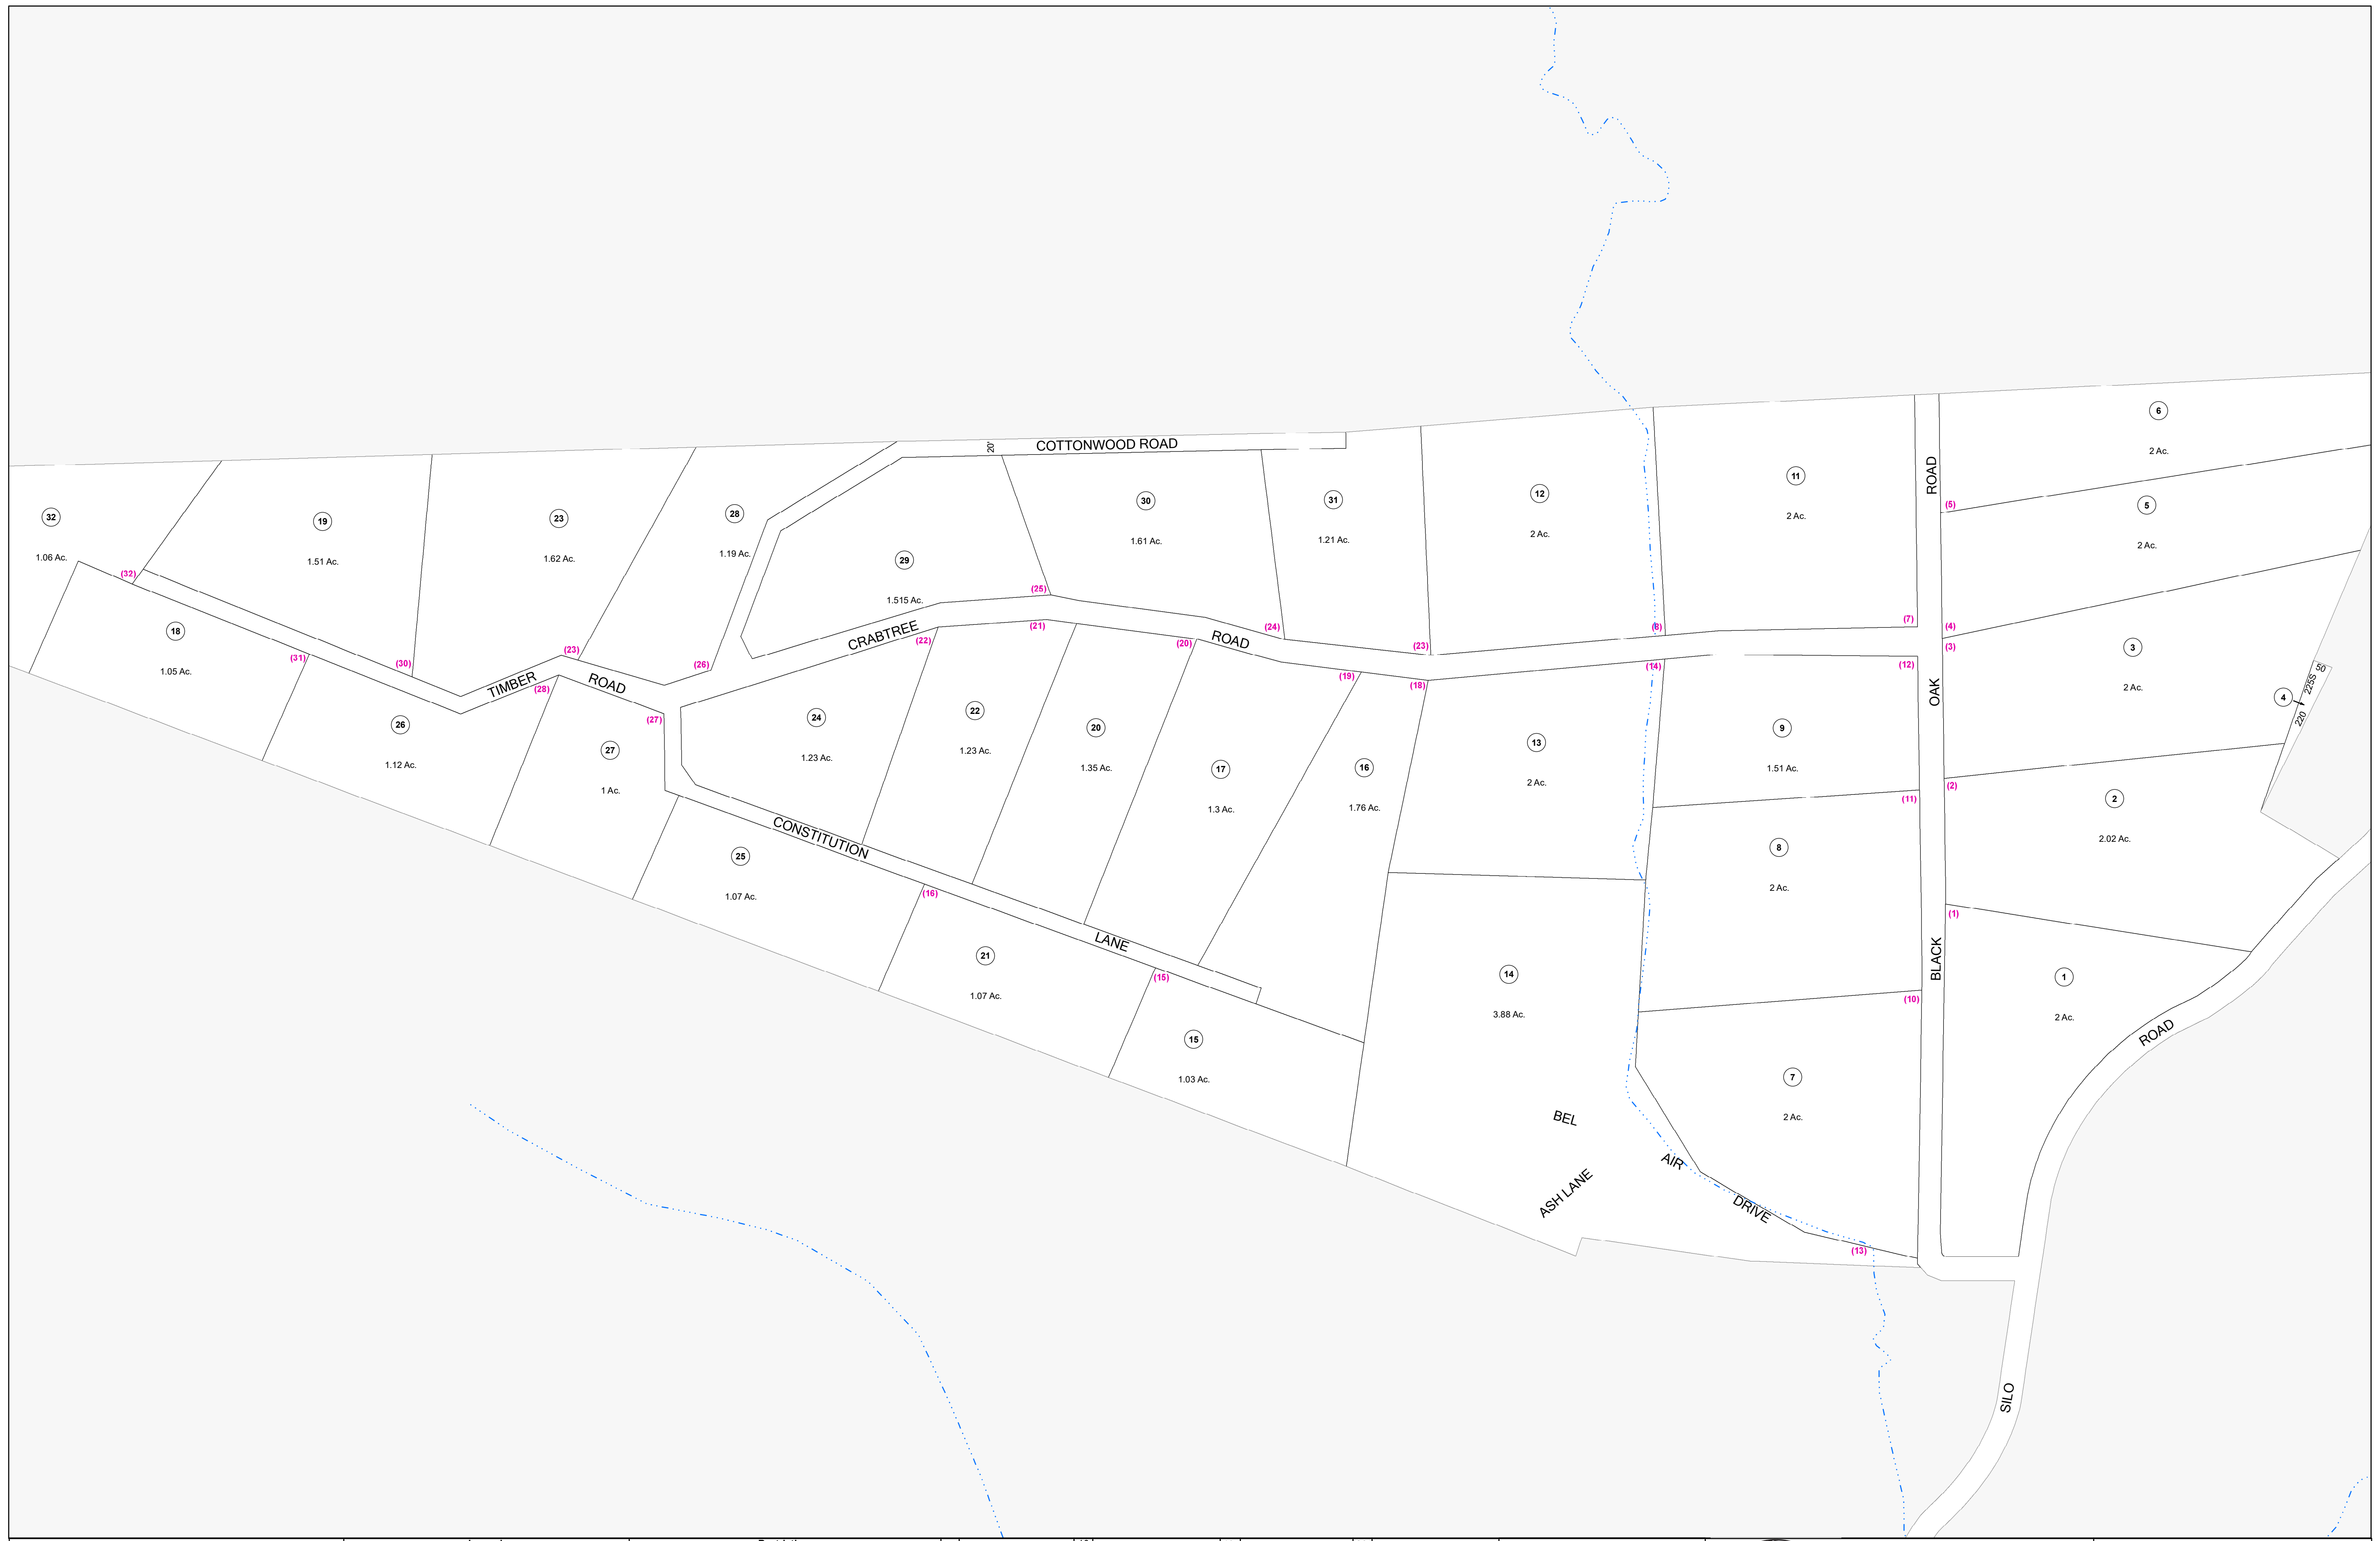 COTTONWOOD ROAD
20'
6
2 Ac.
ROAD
11
2 Ac.
12
2 Ac.
31
1.21 Ac.
30
1.61 Ac.
28
1.19 Ac.
23
1.62 Ac.
19
1.51 Ac.
32
1.06 Ac.
(5)
5
2 Ac.
29
1.515 Ac.
(32)
(25)
18
1.05 Ac.
(31)
(30)
(23)
(26)
CRABTREE
(22)
(21)
(20)
ROAD
(24)
(23)
(8)
(7)
(4)
(3)
(12)
(14)
3
2 Ac.
50
225S
4
220
TIMBER
ROAD
(28)
(27)
(19)
(18)
OAK
26
1.12 Ac.
27
1 Ac.
24
1.23 Ac.
22
1.23 Ac.
20
1.35 Ac.
17
1.3 Ac.
16
1.76 Ac.
13
2 Ac.
9
1.51 Ac.
(11)
(2)
2
2.02 Ac.
CONSTITUTION
LANE
25
1.07 Ac.
(16)
8
2 Ac.
BLACK
(1)
1
2 Ac.
21
1.07 Ac.
(15)
14
3.88 Ac.
(10)
15
1.03 Ac.
7
2 Ac.
ROAD
BEL
AIR
DRIVE
ASH LANE
(13)
SILO